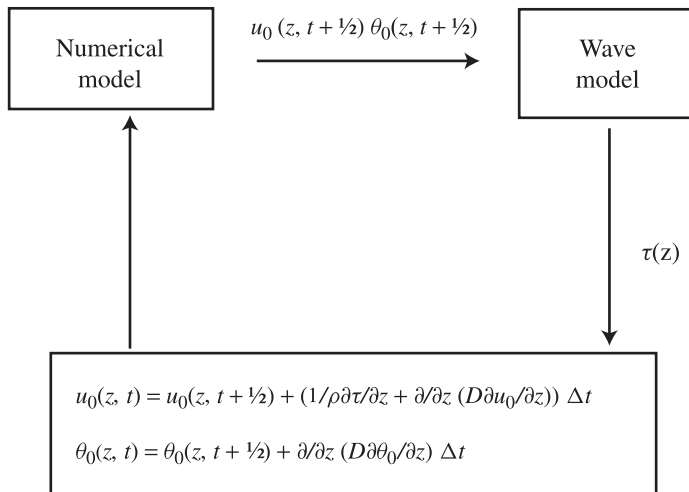 Numerical
model
u₀ (z, t + ½) θ₀(z, t + ½)
Wave
model
τ(z)
u₀(z, t) = u₀(z, t + ½) + (1/ρ∂τ/∂z + ∂/∂z (D∂u₀/∂z)) Δt
θ₀(z, t) = θ₀(z, t + ½) + ∂/∂z (D∂θ₀/∂z) Δt